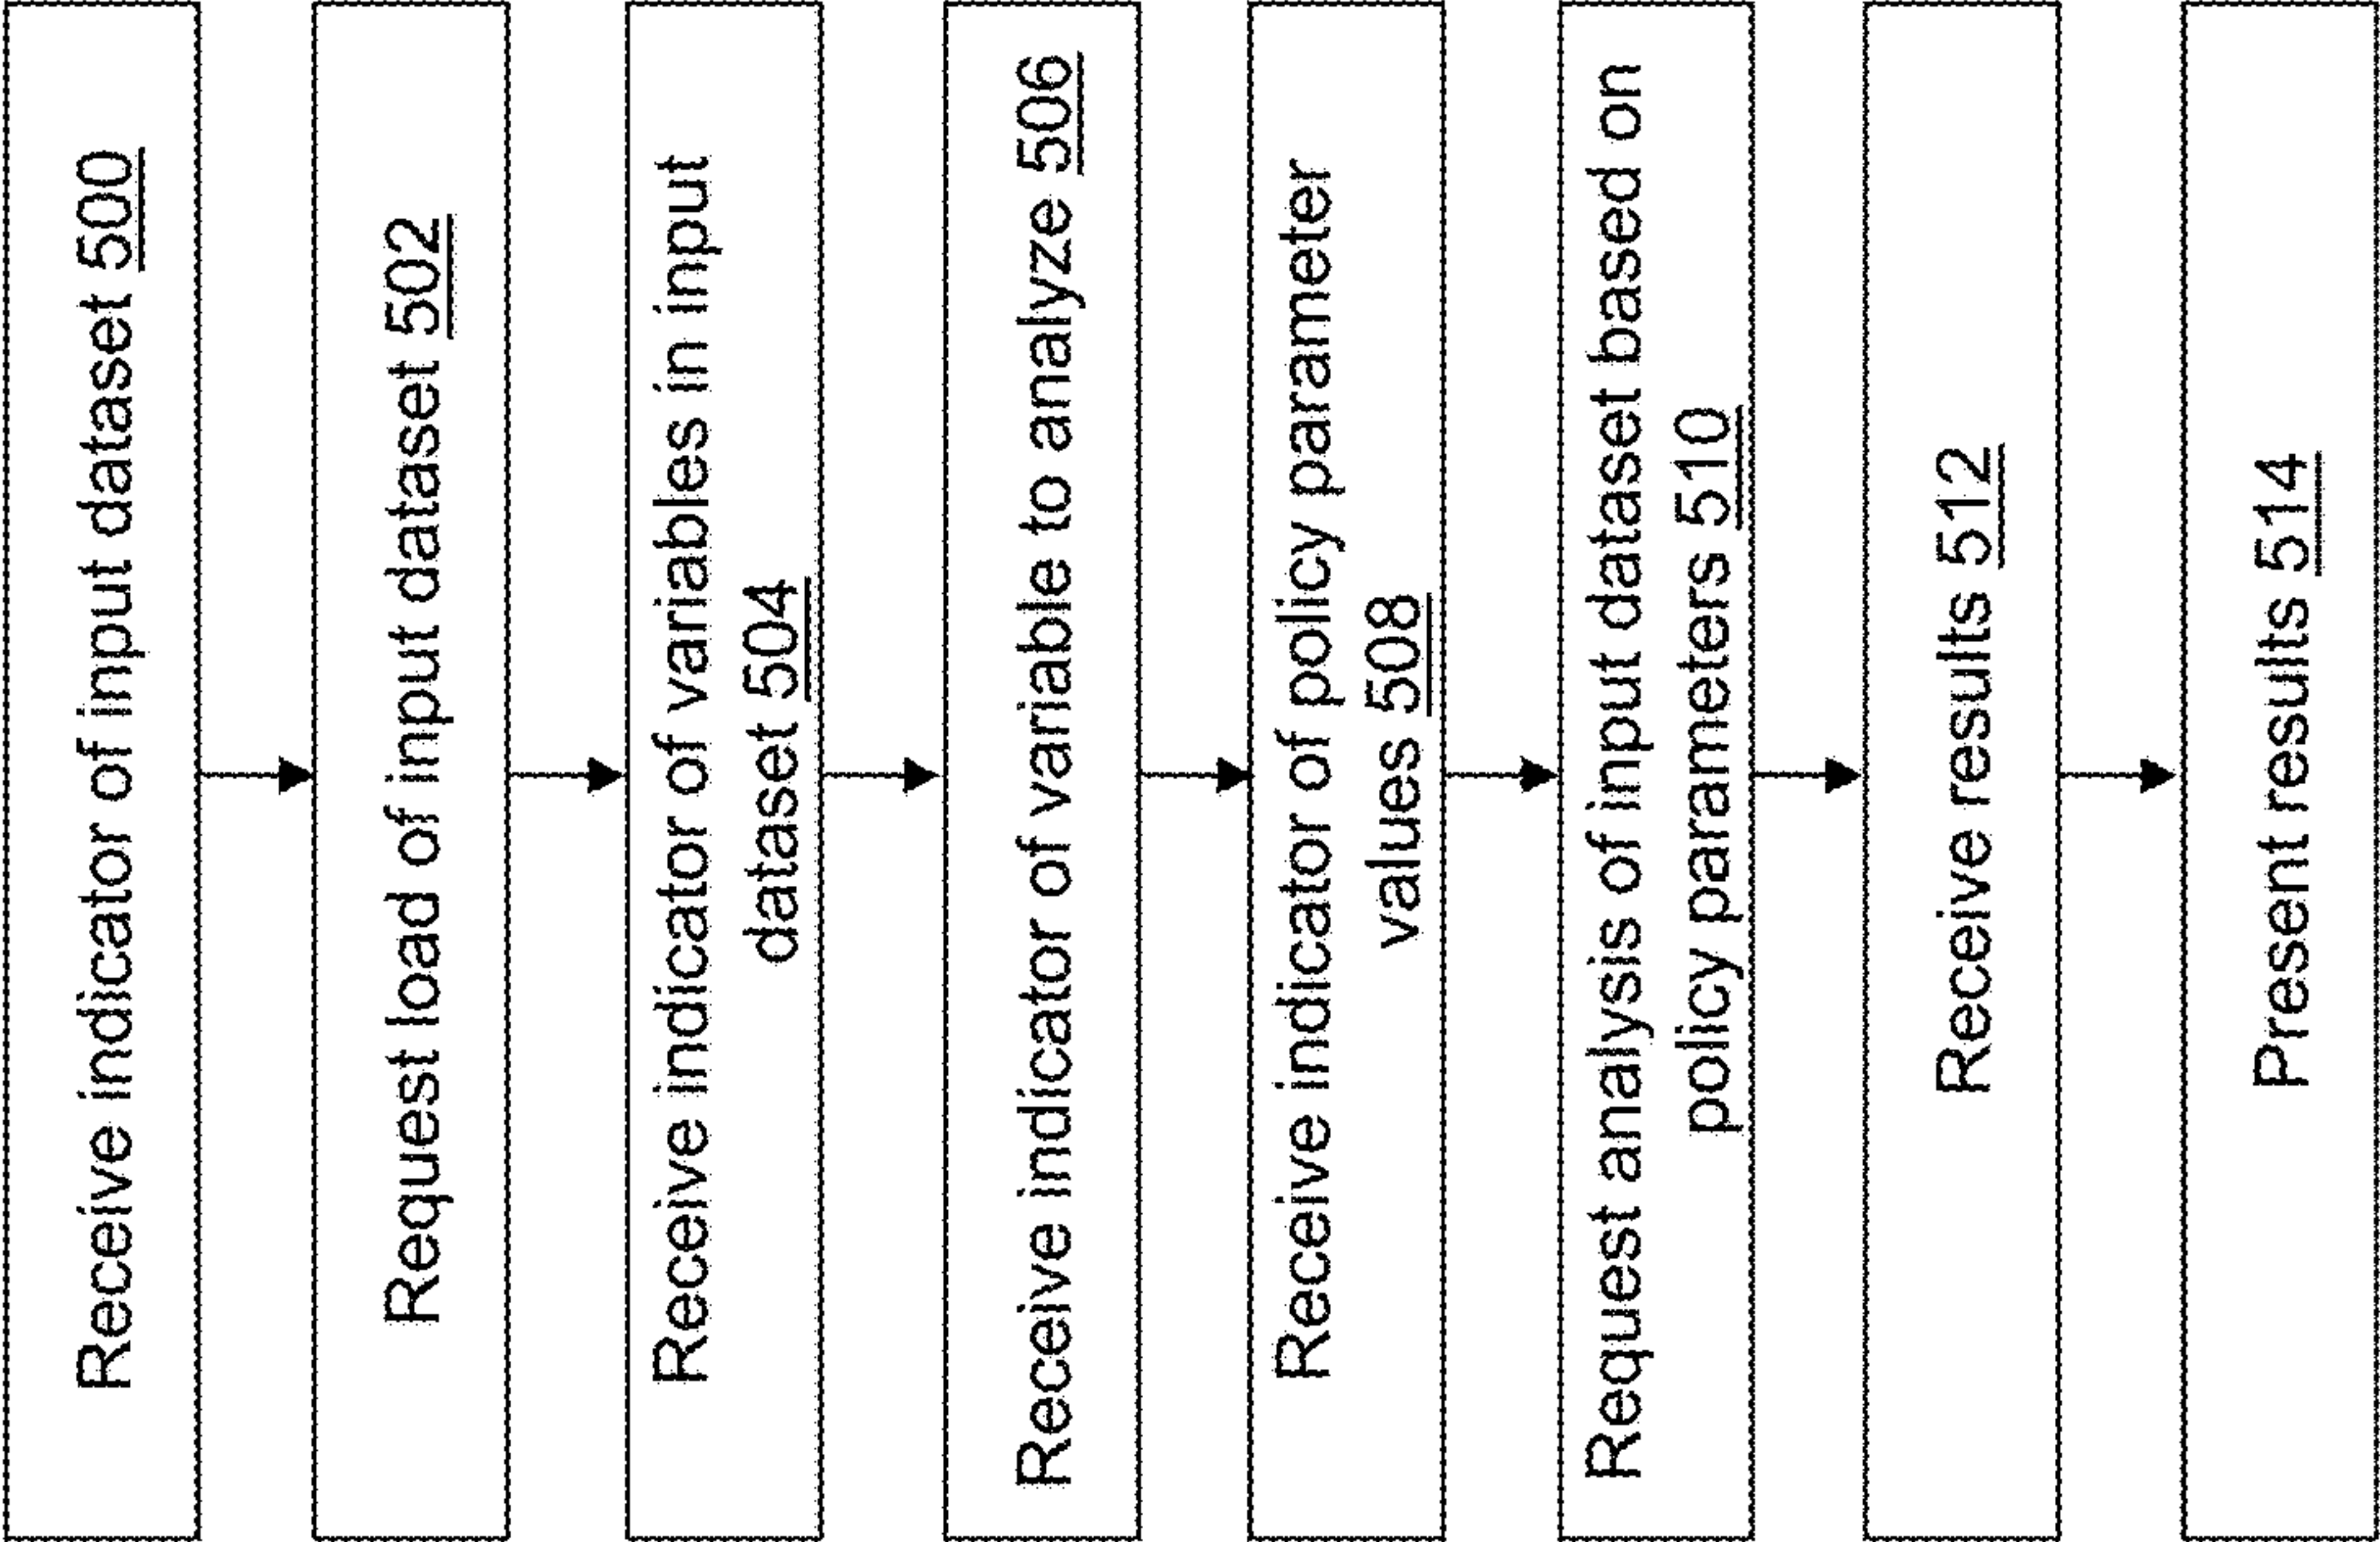 Receive indicator of input dataset 500
Request load of input dataset 502
Receive indicator of variables in input
dataset 504
Receive indicator of variable to analyze 506
Receive indicator of policy parameter
values 508
Request analysis of input dataset based on
policy parameters 510
Receive results 512
Present results 514